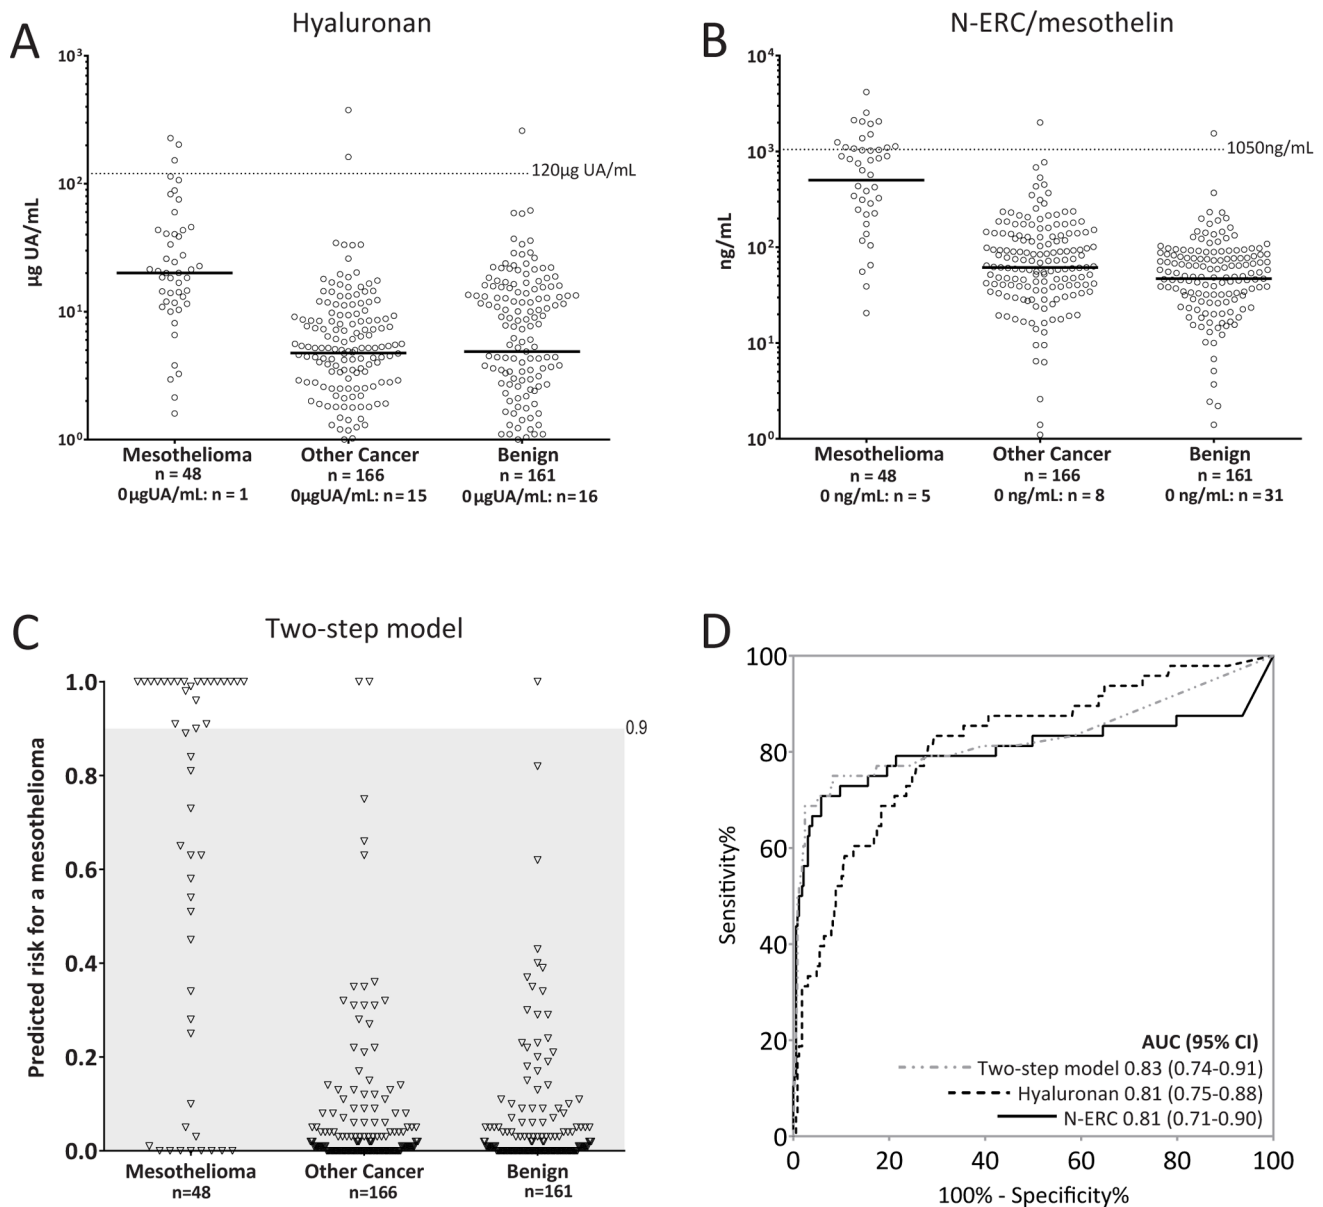 A
Hyaluronan
µg UA/mL
10³
10²
10¹
10⁰
120µg UA/mL
Mesothelioma
n = 48
0µgUA/mL: n = 1
Other Cancer
n = 166
0µgUA/mL: n = 15
Benign
n = 161
0 µgUA/mL: n=16
B
N-ERC/mesothelin
ng/mL
10⁴
10³
10²
10¹
10⁰
1050ng/mL
Mesothelioma
n = 48
0 ng/mL: n = 5
Other Cancer
n = 166
0 ng/mL: n = 8
Benign
n = 161
0 ng/mL: n = 31
C
Two-step model
Predicted risk for a mesothelioma
1.0
0.8
0.6
0.4
0.2
0.0
0.9
Mesothelioma
n=48
Other Cancer
n=166
Benign
n=161
D
Sensitivity%
100
80
60
40
20
0
AUC (95% CI)
Two-step model 0.83 (0.74-0.91)
Hyaluronan 0.81 (0.75-0.88)
N-ERC 0.81 (0.71-0.90)
0 20 40 60 80 100
100% - Specificity%